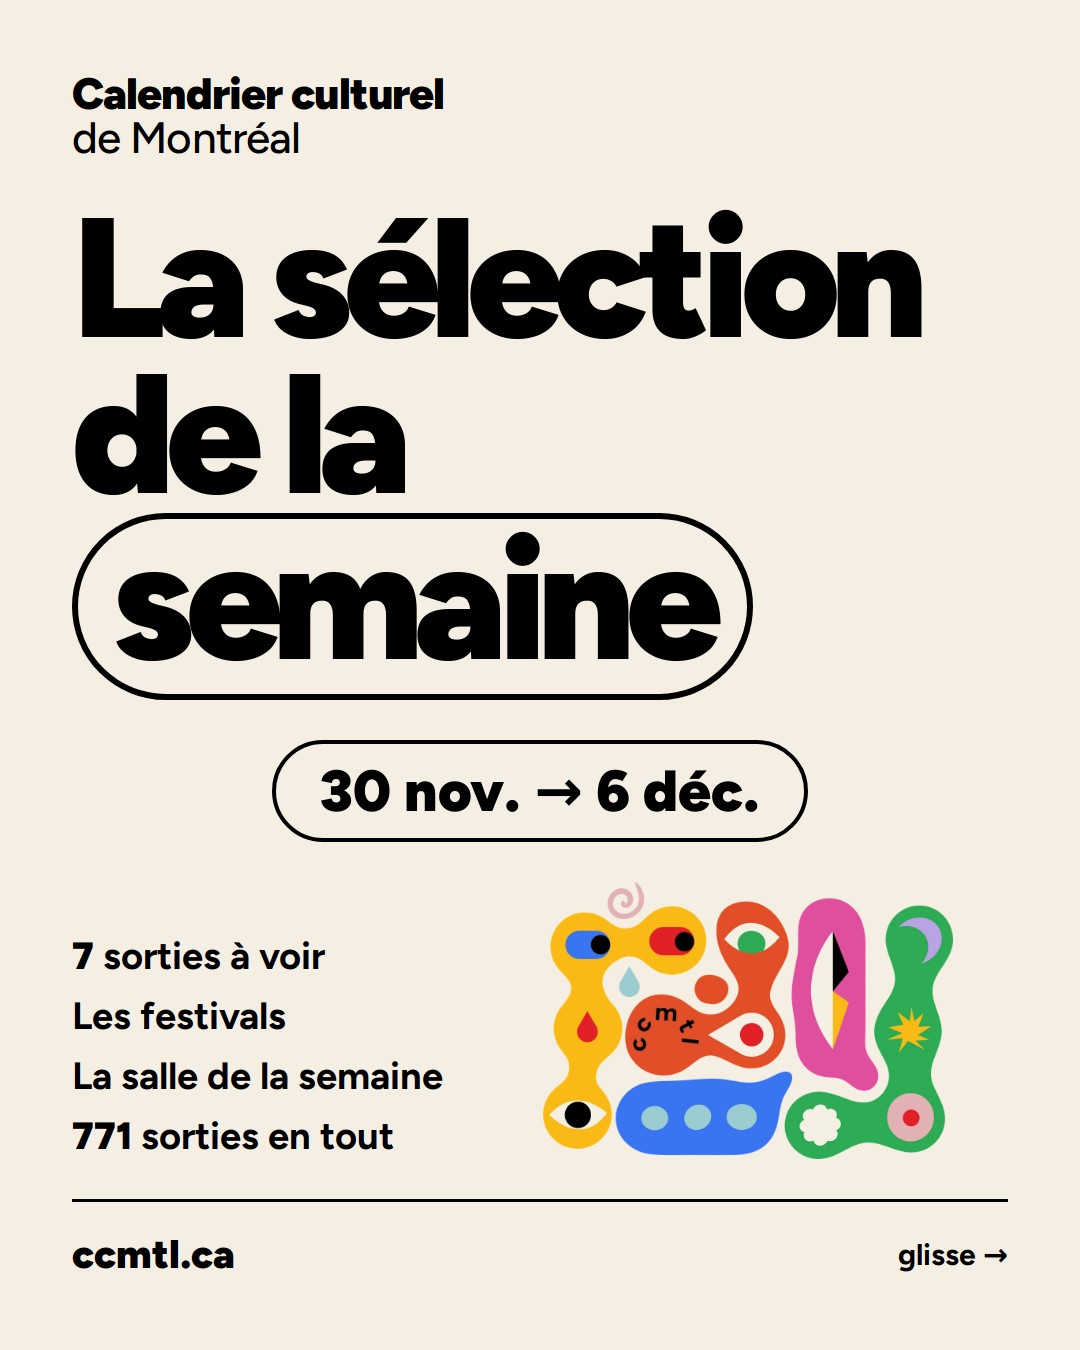 Calendrier culturel
de Montréal
La sélection
de la
semaine
30 nov. → 6 déc.
7 sorties à voir
Les festivals
La salle de la semaine
771 sorties en tout
ccmtl
ccmtl.ca
glisse →